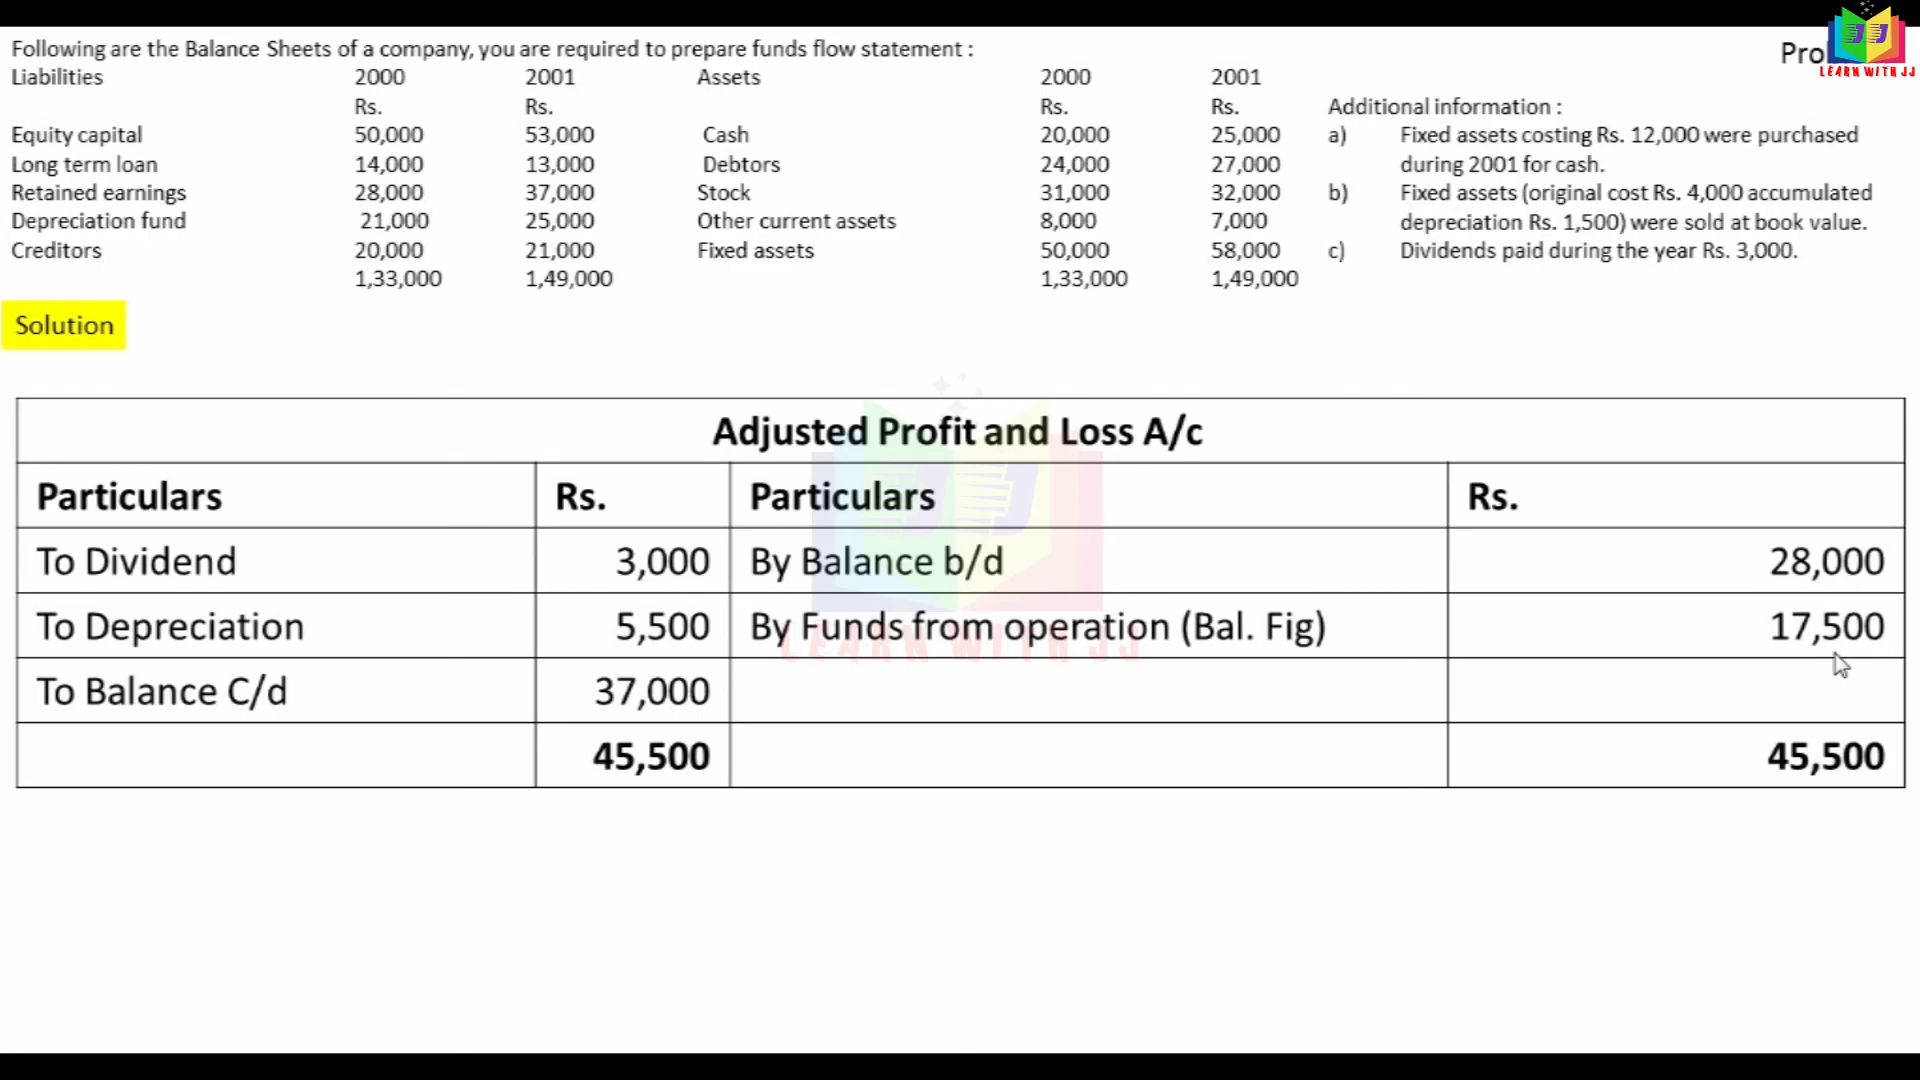 Following are the Balance Sheets of a company, you are required to prepare funds flow statement :
Liabilities 2000 2001 Assets 2000 2001
Rs. Rs. Rs. Rs. Additional information :
Equity capital 50,000 53,000 Cash 20,000 25,000 a) Fixed assets costing Rs. 12,000 were purchased
Long term loan 14,000 13,000 Debtors 24,000 27,000 during 2001 for cash.
Retained earnings 28,000 37,000 Stock 31,000 32,000 b) Fixed assets (original cost Rs. 4,000 accumulated
Depreciation fund 21,000 25,000 Other current assets 8,000 7,000 depreciation Rs. 1,500) were sold at book value.
Creditors 20,000 21,000 Fixed assets 50,000 58,000 c) Dividends paid during the year Rs. 3,000.
1,33,000 1,49,000 1,33,000 1,49,000
JJ
LEARN WITH JJ
Solution
Adjusted Profit and Loss A/c
Particulars Rs. Particulars Rs.
To Dividend 3,000 By Balance b/d 28,000
To Depreciation 5,500 By Funds from operation (Bal. Fig) 17,500
LEARN WITH JJ
To Balance C/d 37,000
45,500 45,500